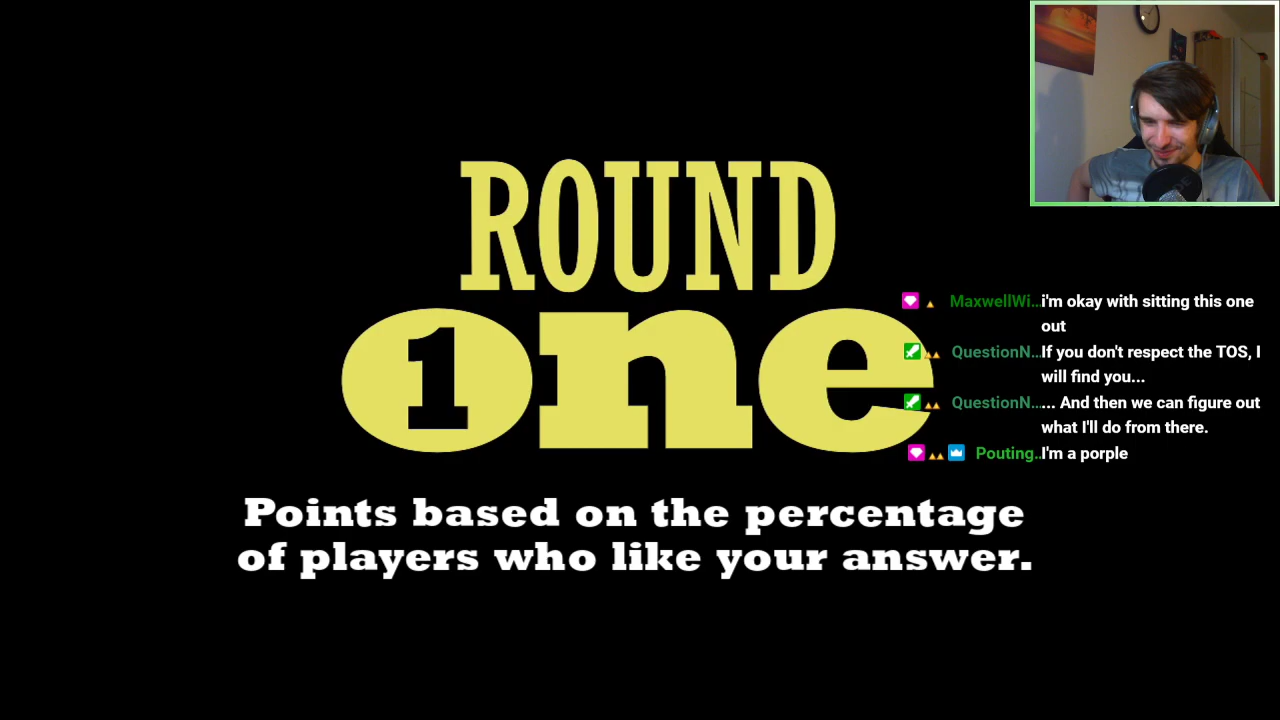 ROUND
1ne
Points based on the percentage
of players who like your answer.
MaxwellWi... i'm okay with sitting this one
out
QuestionN... If you don't respect the TOS, I
will find you...
QuestionN... ... And then we can figure out
what I'll do from there.
Pouting.. I'm a porple